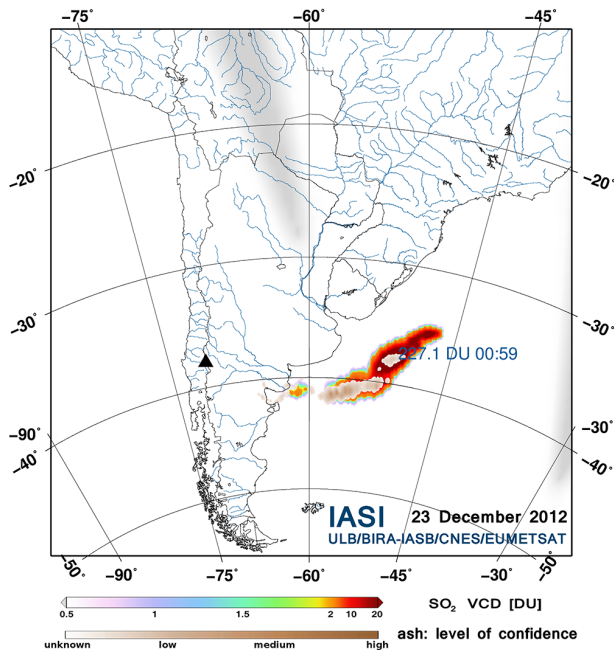 −75° −60° −45°
−20° −20°
−30° −30°
227.1 DU 00:59
−90° −30°
−40° −40°
IASI 23 December 2012
ULB/BIRA-IASB/CNES/EUMETSAT
−50° −90° −75° −60° −45° −30° −50°
0.5 1 1.5 2 10 20 SO₂ VCD [DU]
ash: level of confidence
unknown low medium high